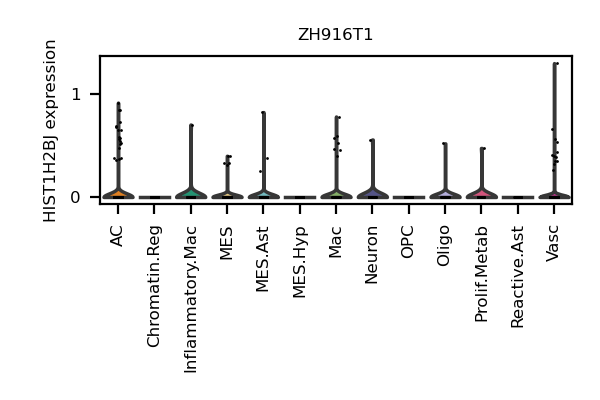 ZH916T1
HIST1H2BJ expression
1
0
AC
Chromatin.Reg
Inflammatory.Mac
MES
MES.Ast
MES.Hyp
Mac
Neuron
OPC
Oligo
Prolif.Metab
Reactive.Ast
Vasc